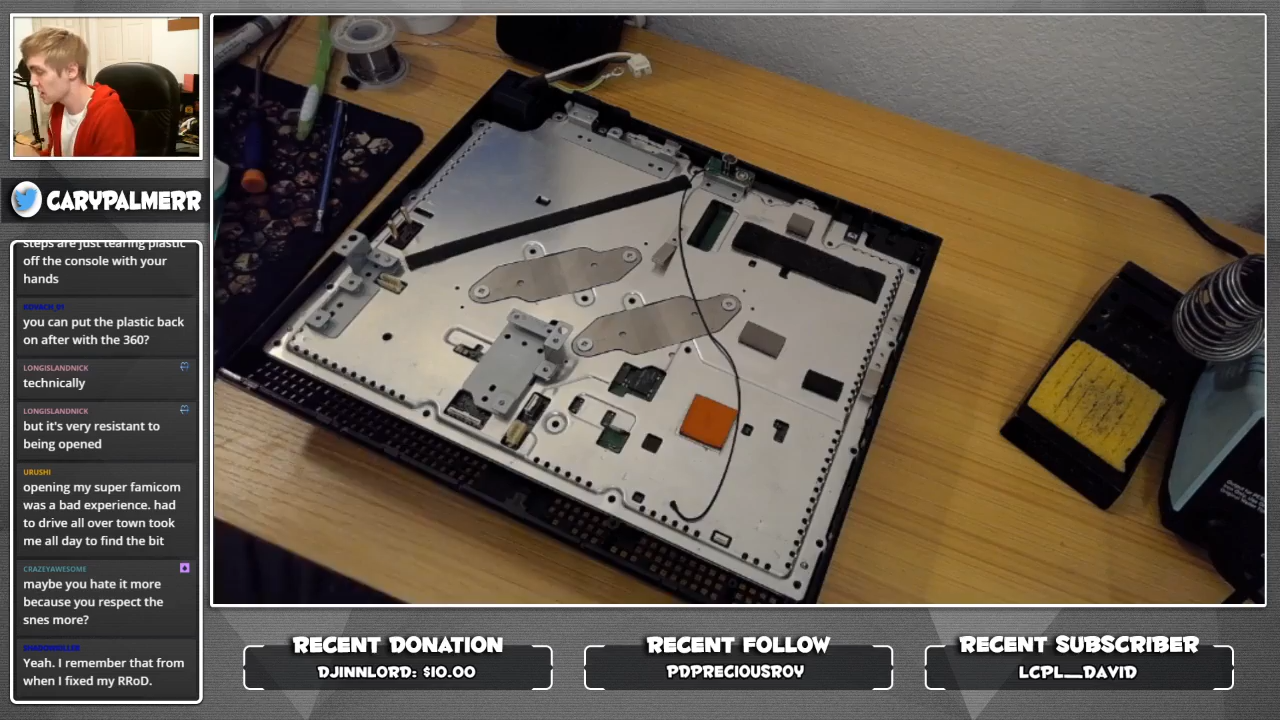 CARYPALMERR
steps are just tearing plastic
off the console with your
hands
you can put the plastic back
on after with the 360?
LONGISLANDNICK
technically
LONGISLANDNICK
but it's very resistant to
being opened
URUSHI
opening my super famicom
was a bad experience. had
to drive all over town took
me all day to find the bit
CRAZEYAWESOME
maybe you hate it more
because you respect the
snes more?
Yeah. I remember that from
when I fixed my RRoD.
RECENT DONATION
DJINNLORD: $10.00
RECENT FOLLOW
PDPRECIOUSROY
RECENT SUBSCRIBER
LCPL__DAVID